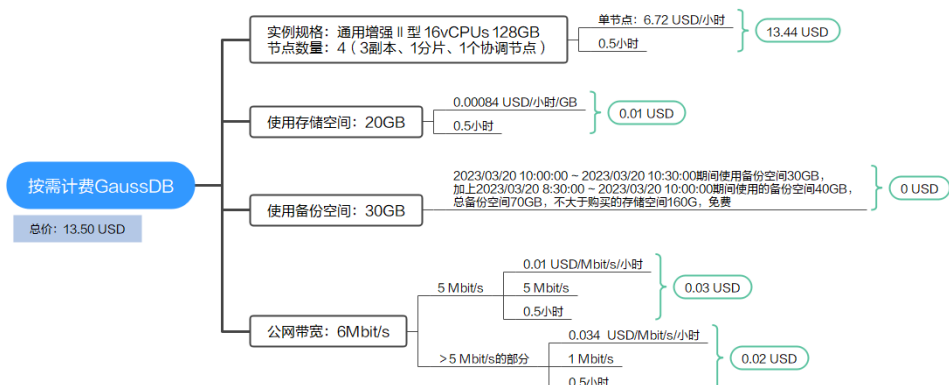 按需计费GaussDB
总价：13.50 USD
实例规格：通用增强Ⅱ型 16vCPUs 128GB
节点数量：4（3副本、1分片、1个协调节点）
单节点：6.72 USD/小时
0.5小时
13.44 USD
使用存储空间：20GB
0.00084 USD/小时/GB
0.5小时
0.01 USD
使用备份空间：30GB
2023/03/20 10:00:00 ~ 2023/03/20 10:30:00期间使用备份空间30GB，
加上2023/03/20 8:30:00 ~ 2023/03/20 10:00:00期间使用的备份空间40GB，
总备份空间70GB，不大于购买的存储空间160G，免费
0 USD
公网带宽：6Mbit/s
5 Mbit/s
0.01 USD/Mbit/s/小时
5 Mbit/s
0.5小时
0.03 USD
＞5 Mbit/s的部分
0.034 USD/Mbit/s/小时
1 Mbit/s
0.5小时
0.02 USD